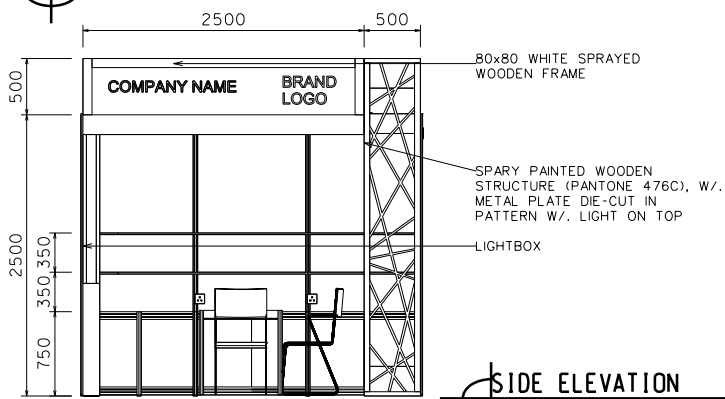 2500
500
500
COMPANY NAME
BRAND
LOGO
80x80 WHITE SPRAYED
WOODEN FRAME
SPARY PAINTED WOODEN
STRUCTURE (PANTONE 476C), W/.
METAL PLATE DIE-CUT IN
PATTERN W/. LIGHT ON TOP
LIGHTBOX
2500
350
350
750
SIDE ELEVATION